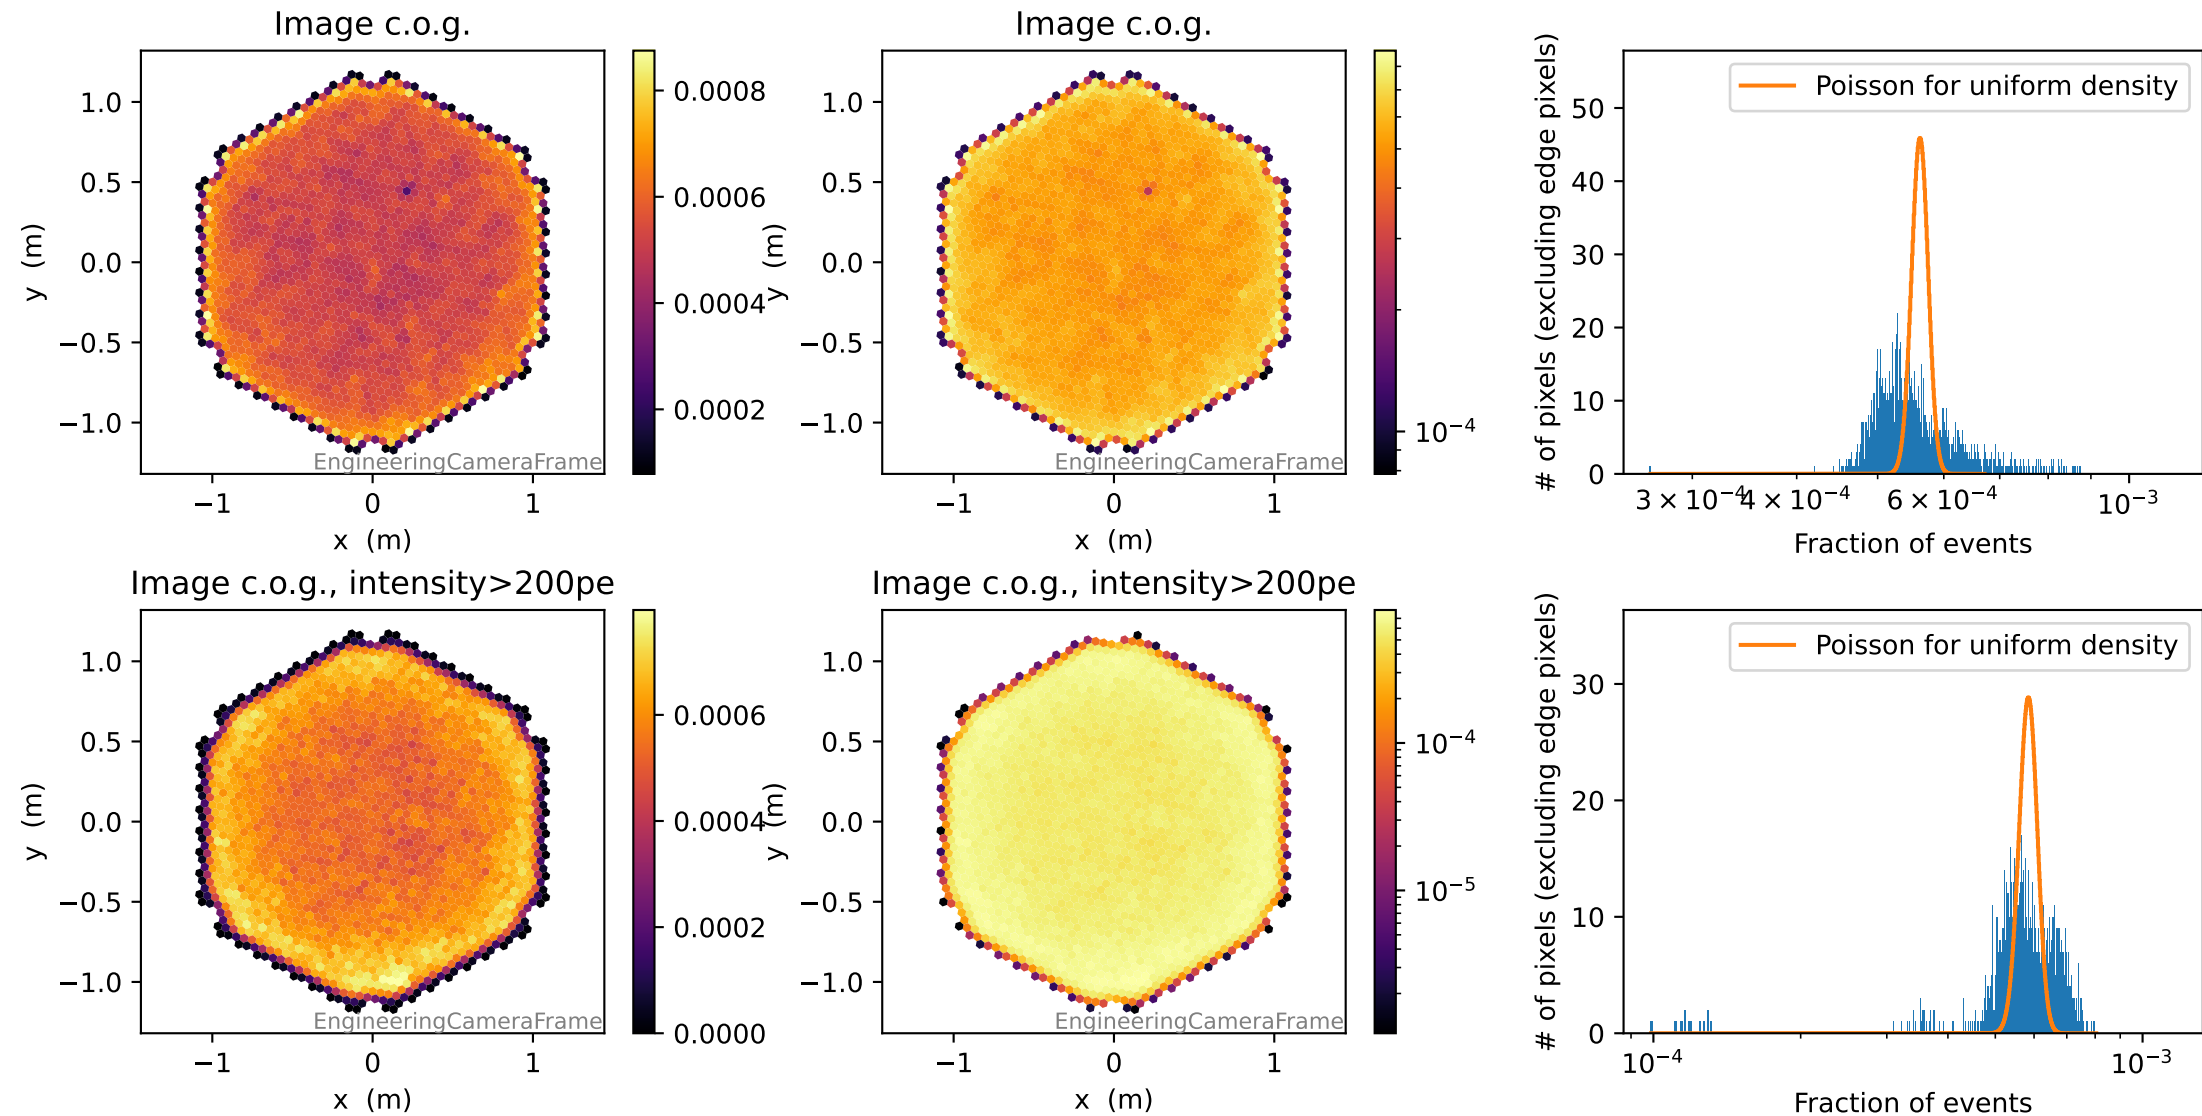 Image c.o.g.
1.0
0.5
0.0
−0.5
−1.0
y (m)
−1
0
1
x (m)
EngineeringCameraFrame
0.0008
0.0006
0.0004
0.0002
Image c.o.g.
1.0
0.5
0.0
−0.5
−1.0
y (m)
−1
0
1
x (m)
EngineeringCameraFrame
10⁻⁴
Poisson for uniform density
50
40
30
20
10
0
# of pixels (excluding edge pixels)
3 × 10⁻⁴
4 × 10⁻⁴
6 × 10⁻⁴
10⁻³
Fraction of events
Image c.o.g., intensity>200pe
1.0
0.5
0.0
−0.5
−1.0
y (m)
−1
0
1
x (m)
EngineeringCameraFrame
0.0006
0.0004
0.0002
0.0000
Image c.o.g., intensity>200pe
1.0
0.5
0.0
−0.5
−1.0
y (m)
−1
0
1
x (m)
EngineeringCameraFrame
10⁻⁴
10⁻⁵
Poisson for uniform density
30
20
10
0
# of pixels (excluding edge pixels)
10⁻⁴
10⁻³
Fraction of events